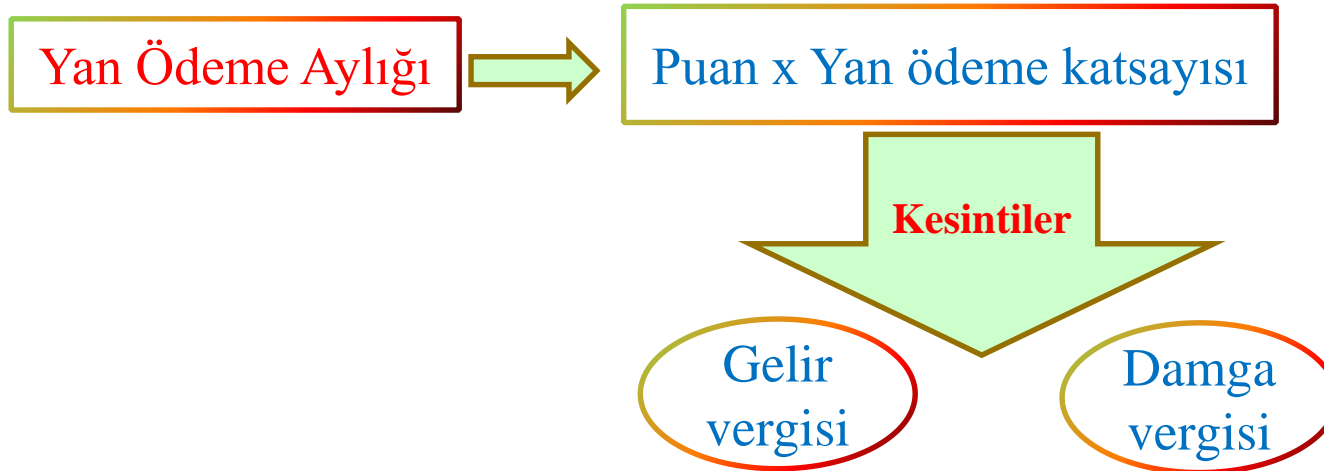 Yan Ödeme Aylığı
Puan x Yan ödeme katsayısı
Kesintiler
Gelir
vergisi
Damga
vergisi